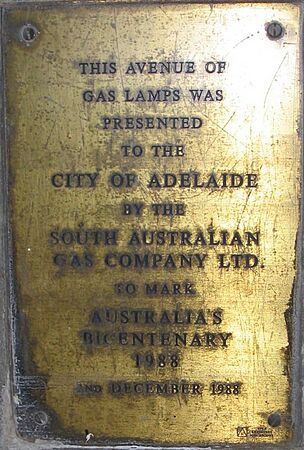 THIS AVENUE OF
GAS LAMPS WAS
PRESENTED
TO THE
CITY OF ADELAIDE
BY THE
SOUTH AUSTRALIAN
GAS COMPANY LTD.
TO MARK
AUSTRALIA'S
BICENTENARY
1988
2ND DECEMBER 1988